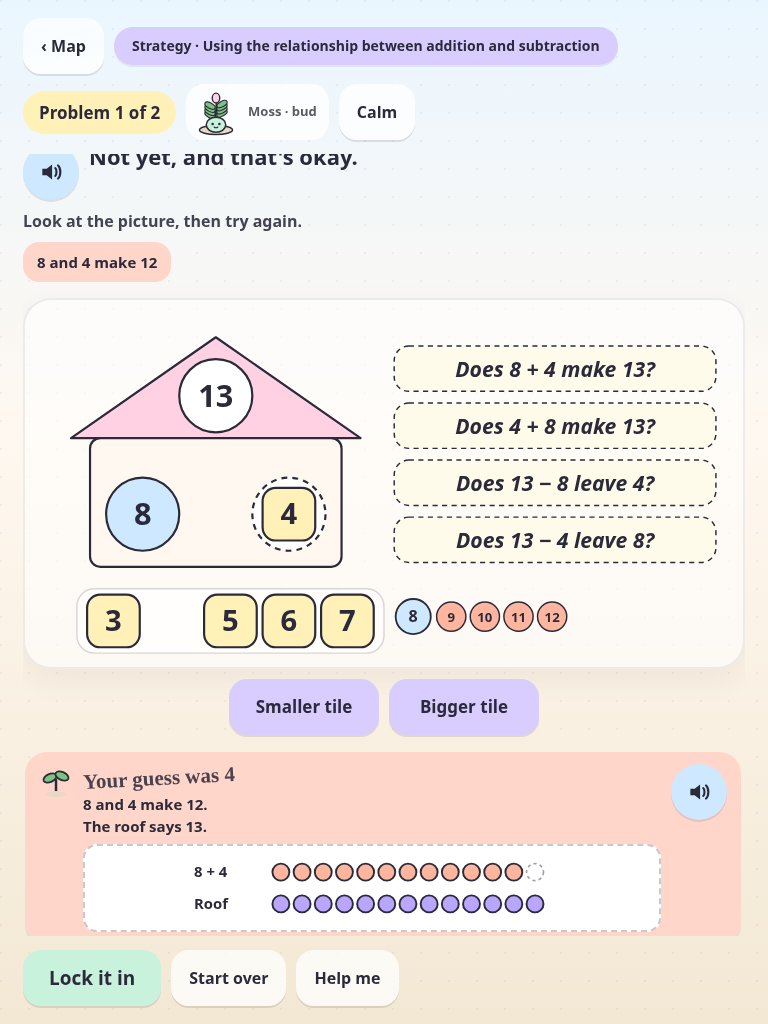 ‹ Map
Strategy · Using the relationship between addition and subtraction
Problem 1 of 2
Moss · bud
Calm
Not yet, and that's okay.
Look at the picture, then try again.
8 and 4 make 12
13
8
4
Does 8 + 4 make 13?
Does 4 + 8 make 13?
Does 13 − 8 leave 4?
Does 13 − 4 leave 8?
3 5 6 7
8 9 10 11 12
Smaller tile
Bigger tile
Your guess was 4
8 and 4 make 12.
The roof says 13.
8 + 4
Roof
Lock it in
Start over
Help me